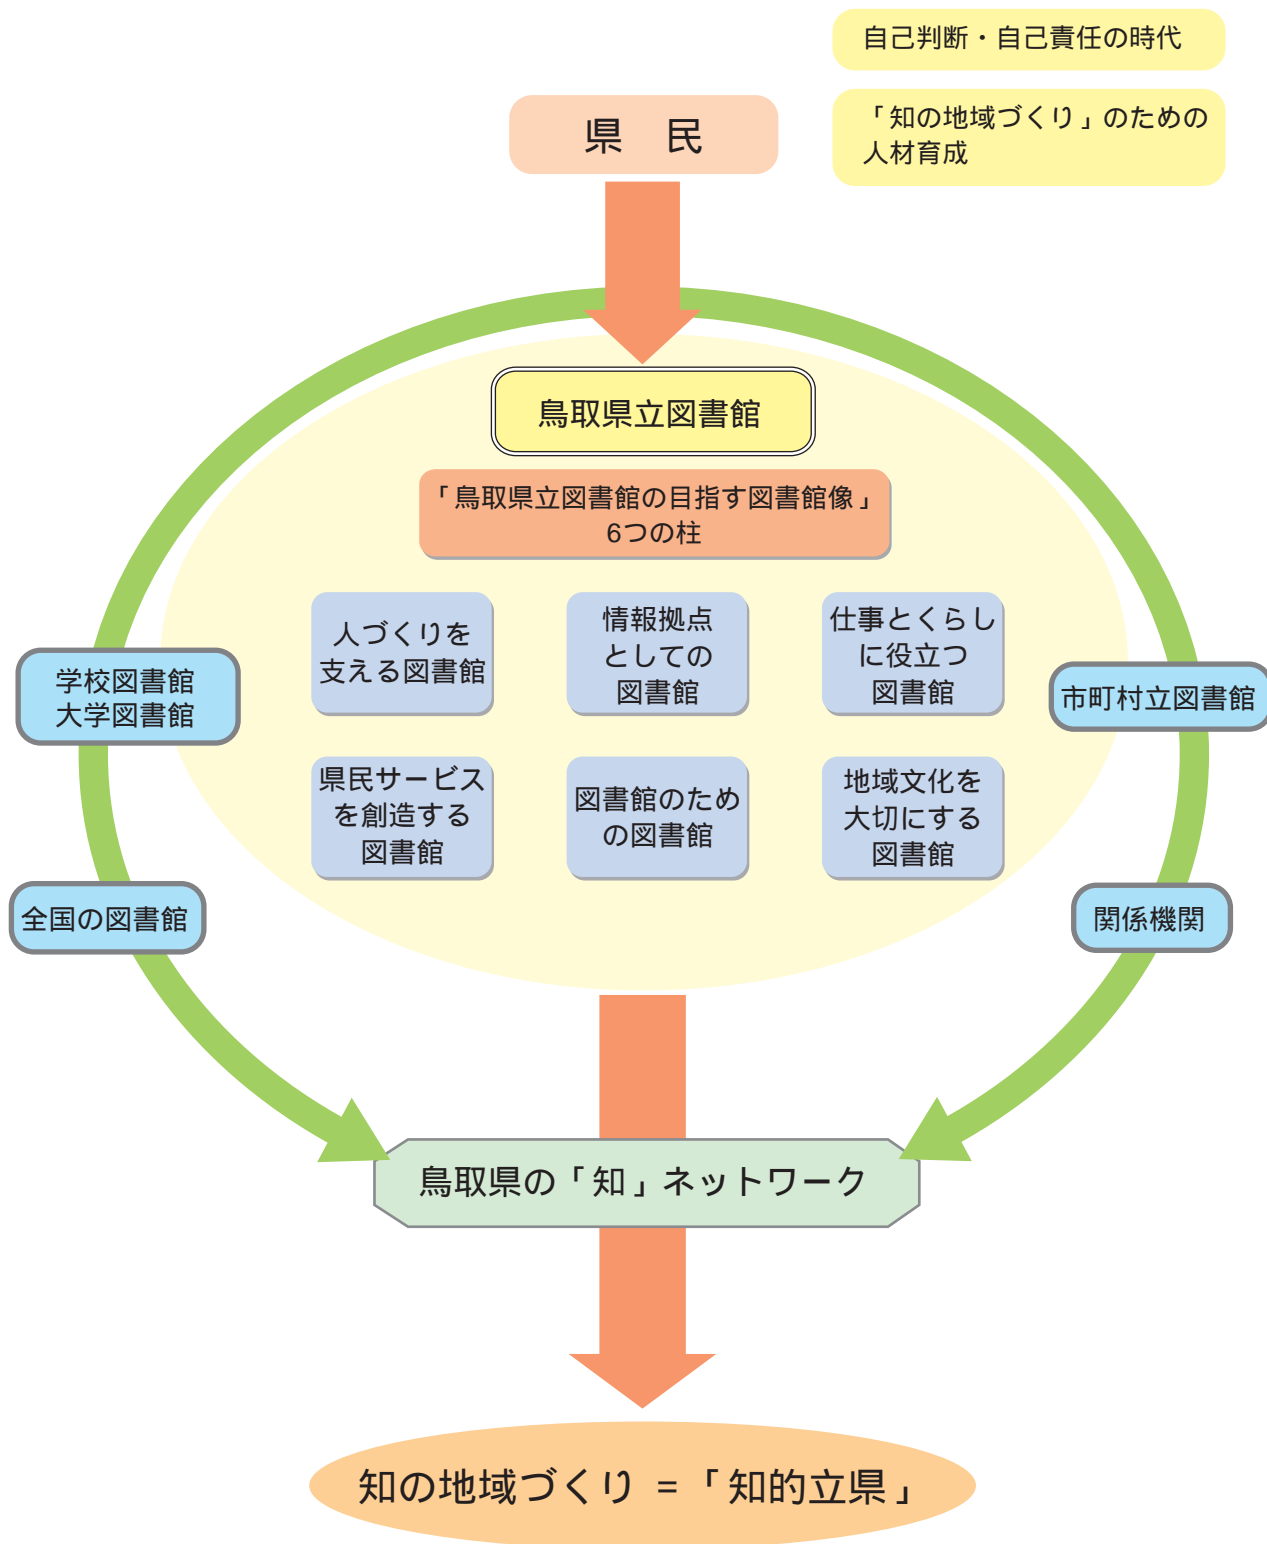 自己判断・自己責任の時代
「知の地域づくり」のための
人材育成
県　民
鳥取県立図書館
「鳥取県立図書館の目指す図書館像」
6つの柱
人づくりを
支える図書館
情報拠点
としての
図書館
仕事とくらし
に役立つ
図書館
学校図書館
大学図書館
市町村立図書館
県民サービス
を創造する
図書館
図書館のため
の図書館
地域文化を
大切にする
図書館
全国の図書館
関係機関
鳥取県の「知」ネットワーク
知の地域づくり＝「知的立県」